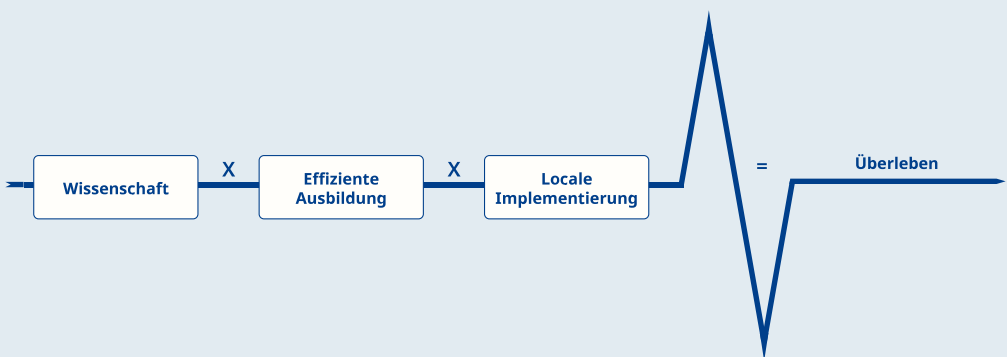 Wissenschaft
X
Effiziente
Ausbildung
X
Locale
Implementierung
=
Überleben